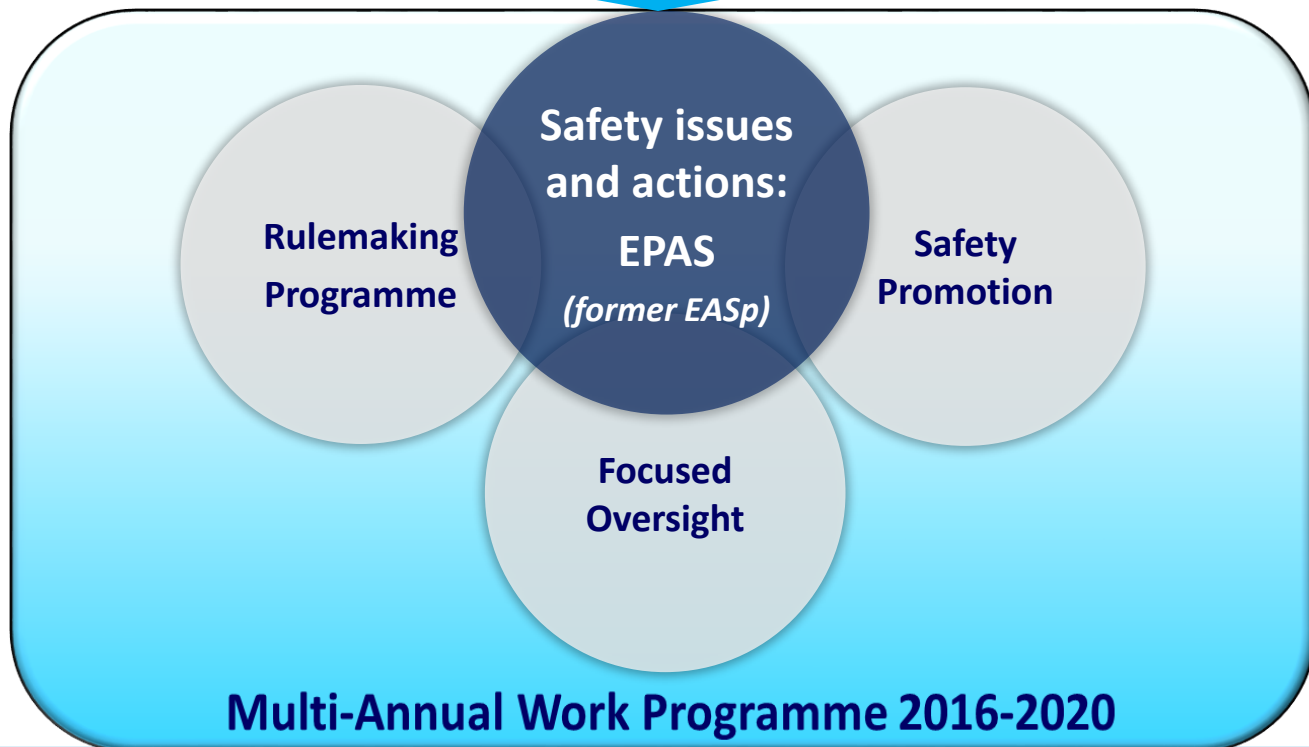 Safety issues
and actions:
EPAS
(former EASp)
Rulemaking
Programme
Safety
Promotion
Focused
Oversight
Multi-Annual Work Programme 2016-2020